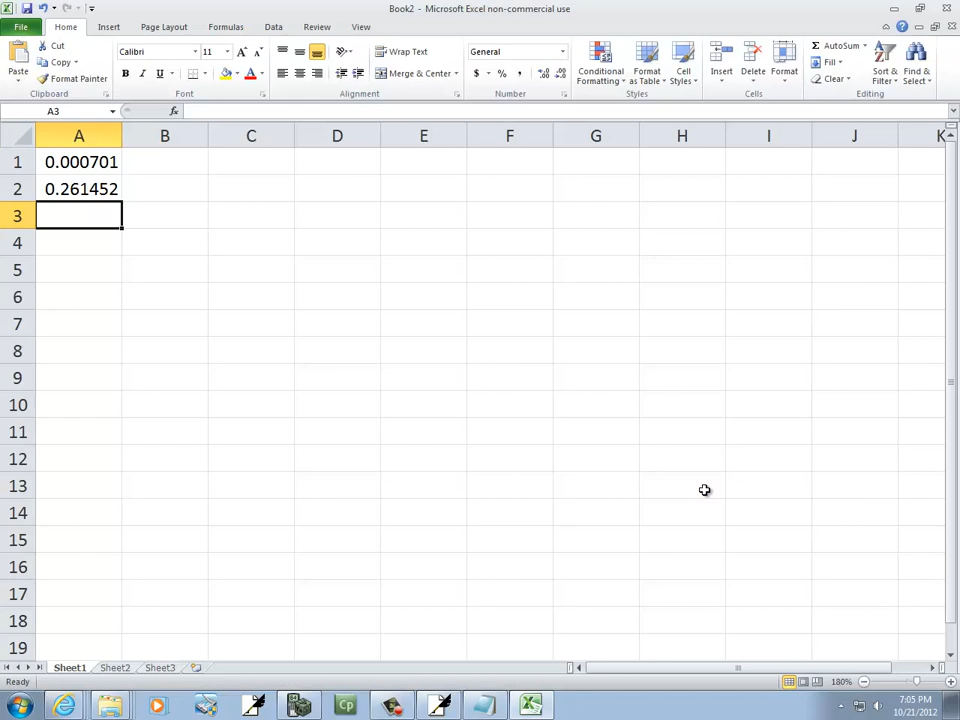 Book2 - Microsoft Excel non-commercial use
File Home Insert Page Layout Formulas Data Review View
Paste
Cut
Copy
Format Painter
Clipboard
Calibri 11
B I U
Font
Wrap Text
Merge & Center
Alignment
General
$ % ,
Number
Conditional Formatting
Format as Table
Cell Styles
Styles
Insert
Delete
Format
Cells
AutoSum
Fill
Clear
Sort & Filter
Find & Select
Editing
A3 fx
A B C D E F G H I J K
1 0.000701
2 0.261452
3
4
5
6
7
8
9
10
11
12
13
14
15
16
17
18
19
Sheet1 Sheet2 Sheet3
Ready 180%
Cp
7:05 PM
10/21/2012